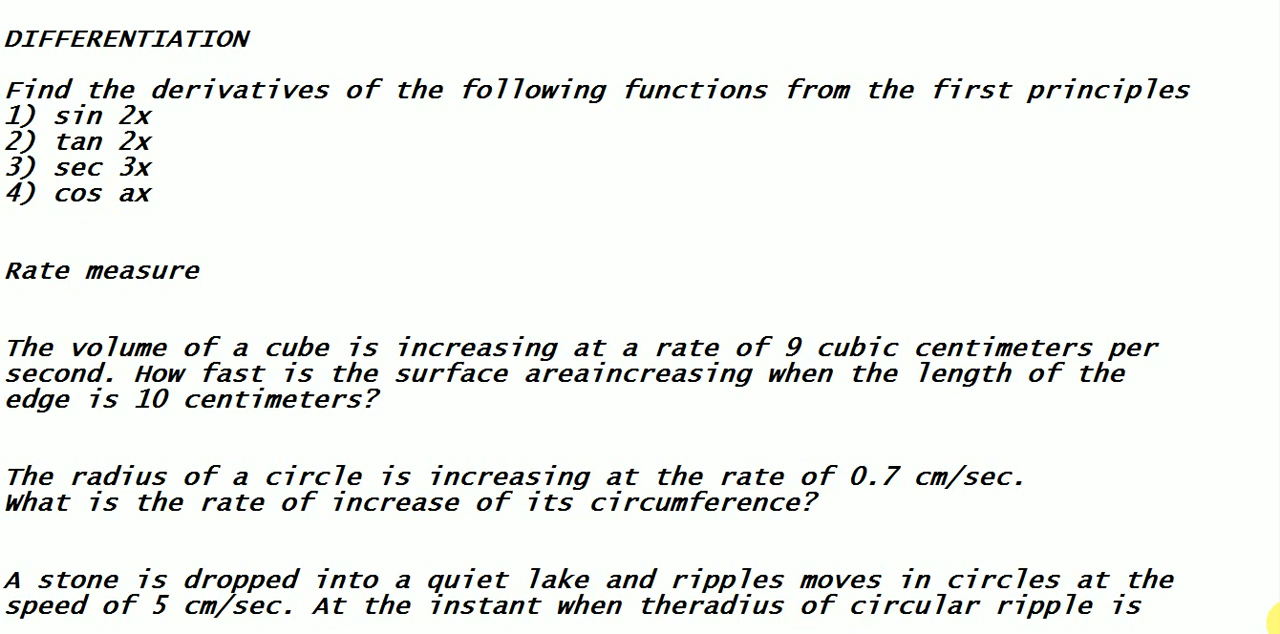 DIFFERENTIATION
Find the derivatives of the following functions from the first principles
1) sin 2x
2) tan 2x
3) sec 3x
4) cos ax
Rate measure
The volume of a cube is increasing at a rate of 9 cubic centimeters per
second. How fast is the surface areaincreasing when the length of the
edge is 10 centimeters?
The radius of a circle is increasing at the rate of 0.7 cm/sec.
What is the rate of increase of its circumference?
A stone is dropped into a quiet lake and ripples moves in circles at the
speed of 5 cm/sec. At the instant when theradius of circular ripple is